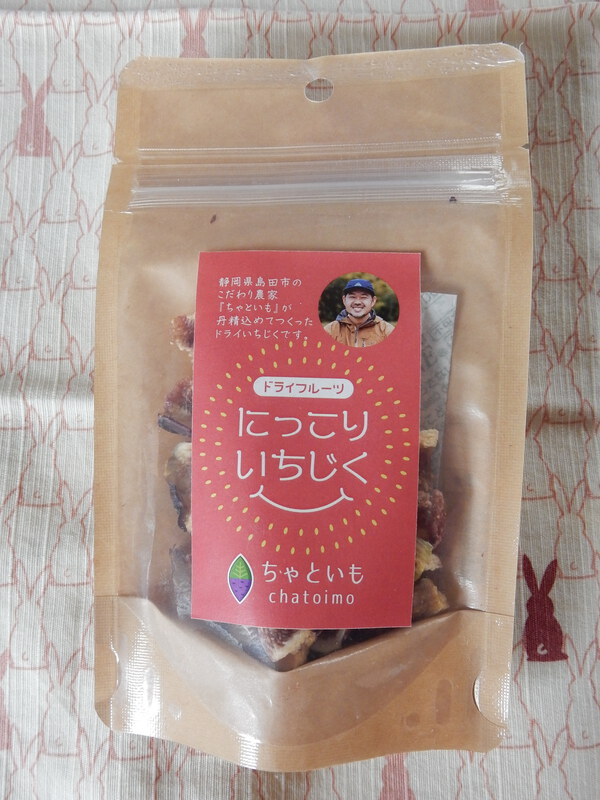 静岡県島田市の
こだわり農家
『ちゃといも』が
丹精込めてつくった
ドライいちじくです。
ドライフルーツ
にっこり
いちじく
ちゃといも
chatoimo